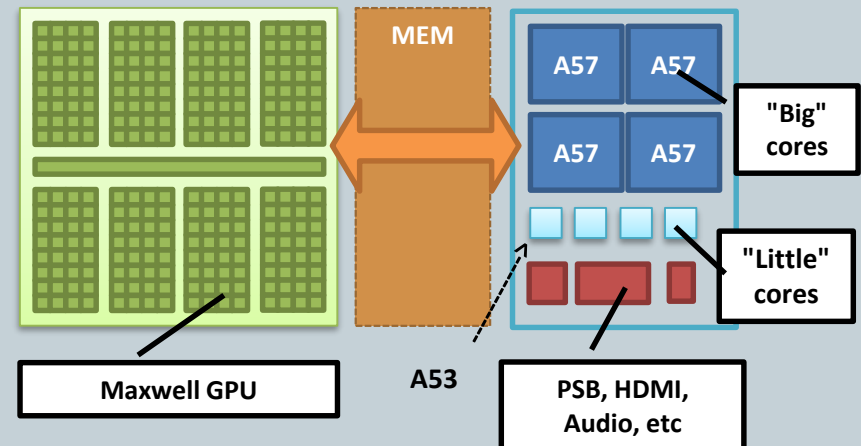 MEM
A57 A57
A57 A57
"Big"
cores
"Little"
cores
Maxwell GPU
A53
PSB, HDMI,
Audio, etc